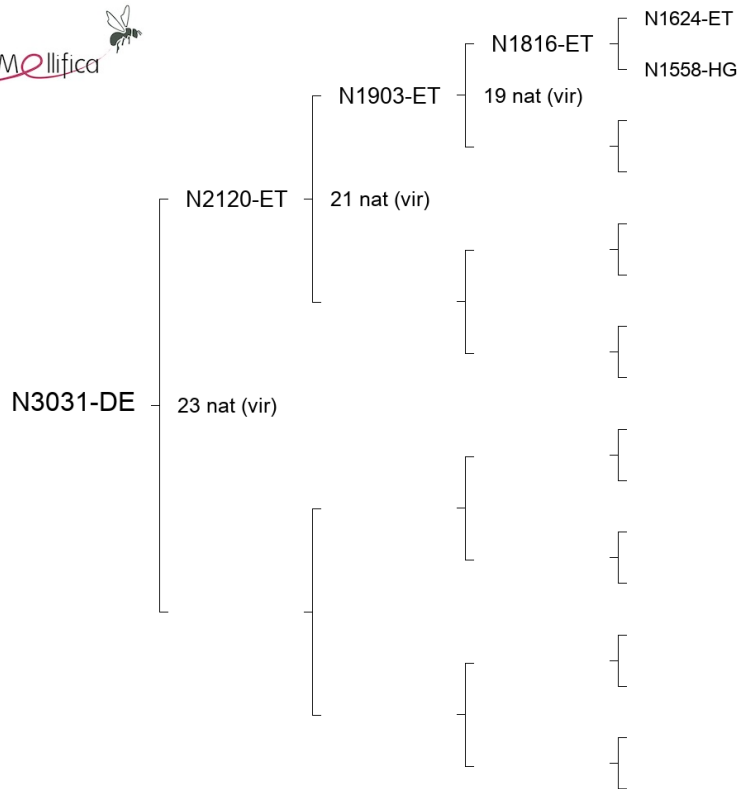 Mellifica
N1624-ET
N1816-ET
N1558-HG
N1903-ET
19 nat (vir)
N2120-ET
21 nat (vir)
N3031-DE
23 nat (vir)